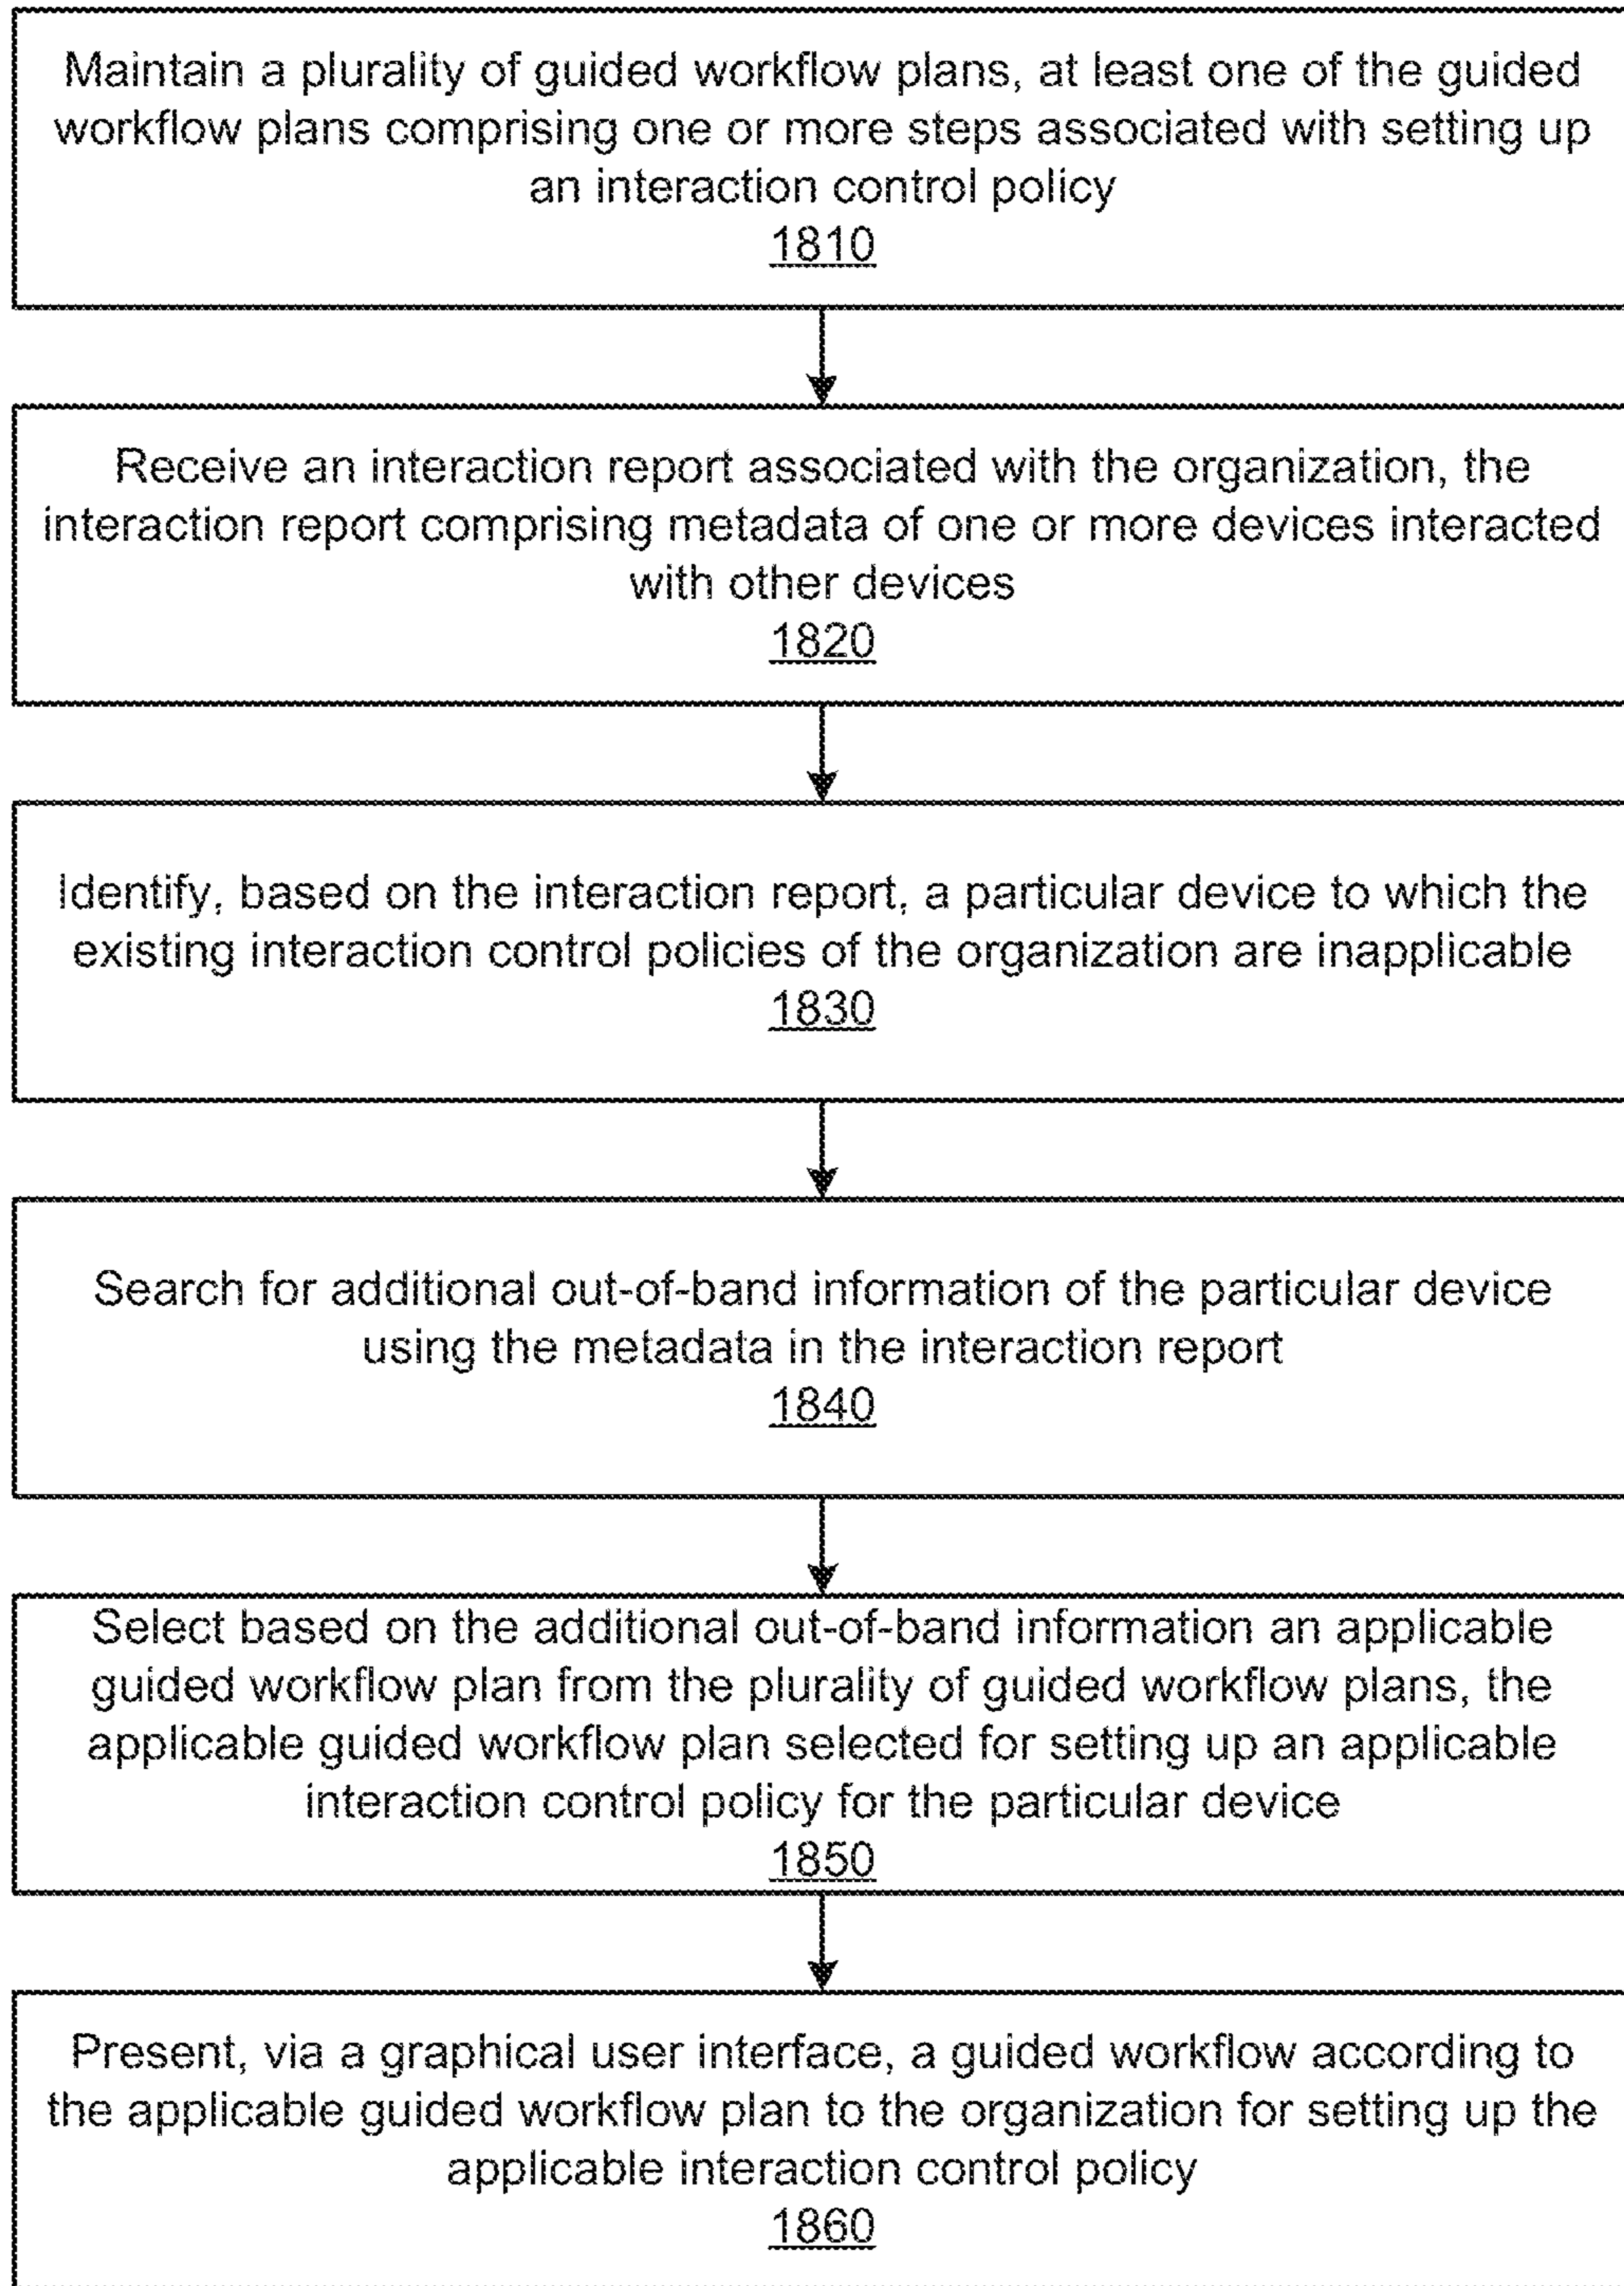 Maintain a plurality of guided workflow plans, at least one of the guided
workflow plans comprising one or more steps associated with setting up
an interaction control policy
1810
Receive an interaction report associated with the organization, the
interaction report comprising metadata of one or more devices interacted
with other devices
1820
Identify, based on the interaction report, a particular device to which the
existing interaction control policies of the organization are inapplicable
1830
Search for additional out-of-band information of the particular device
using the metadata in the interaction report
1840
Select based on the additional out-of-band information an applicable
guided workflow plan from the plurality of guided workflow plans, the
applicable guided workflow plan selected for setting up an applicable
interaction control policy for the particular device
1850
Present, via a graphical user interface, a guided workflow according to
the applicable guided workflow plan to the organization for setting up the
applicable interaction control policy
1860